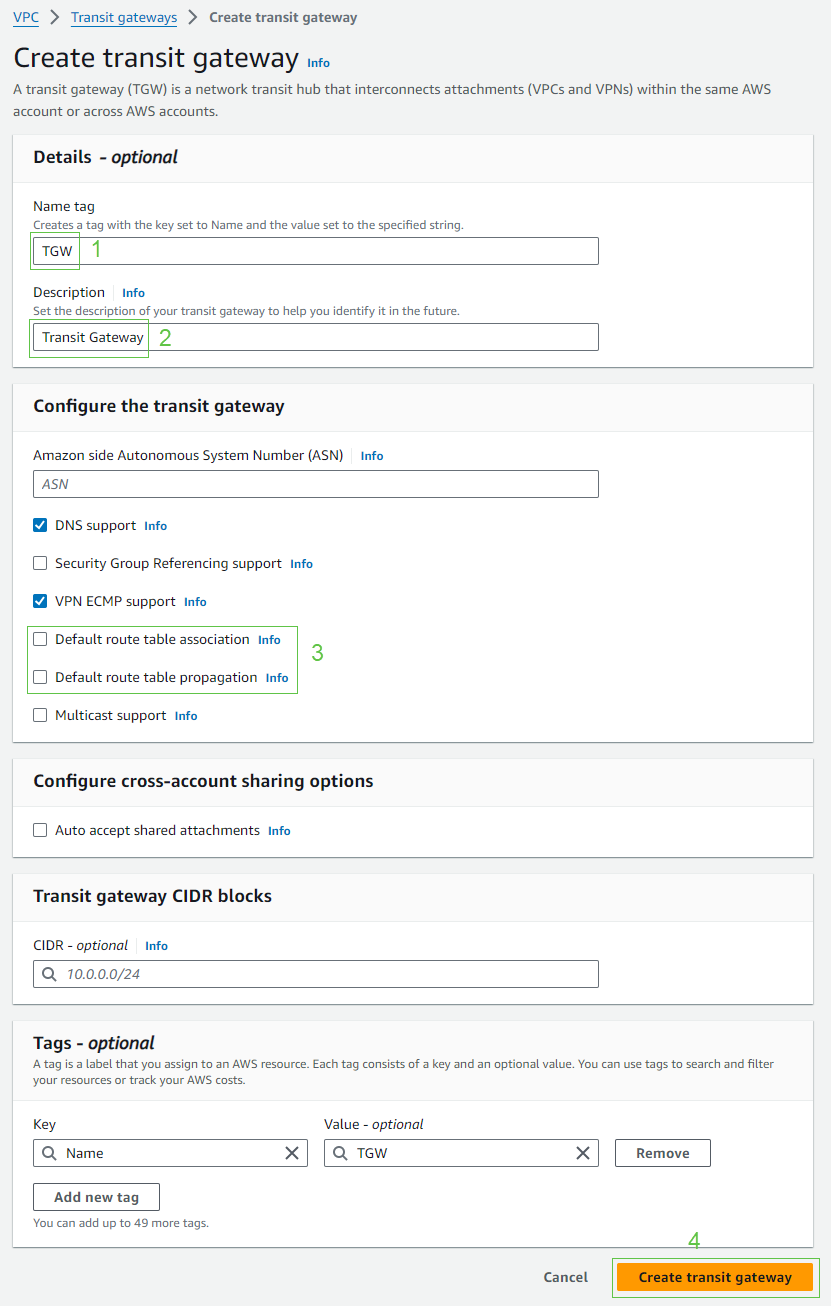 VPC > Transit gateways > Create transit gateway
Create transit gateway Info
A transit gateway (TGW) is a network transit hub that interconnects attachments (VPCs and VPNs) within the same AWS
account or across AWS accounts.
Details - optional
Name tag
Creates a tag with the key set to Name and the value set to the specified string.
TGW 1
Description Info
Set the description of your transit gateway to help you identify it in the future.
Transit Gateway 2
Configure the transit gateway
Amazon side Autonomous System Number (ASN) Info
ASN
DNS support Info
Security Group Referencing support Info
VPN ECMP support Info
Default route table association Info
3
Default route table propagation Info
Multicast support Info
Configure cross-account sharing options
Auto accept shared attachments Info
Transit gateway CIDR blocks
CIDR - optional Info
10.0.0.0/24
Tags - optional
A tag is a label that you assign to an AWS resource. Each tag consists of a key and an optional value. You can use tags to search and filter
your resources or track your AWS costs.
Key Value - optional
Name TGW Remove
Add new tag
You can add up to 49 more tags.
4
Cancel Create transit gateway